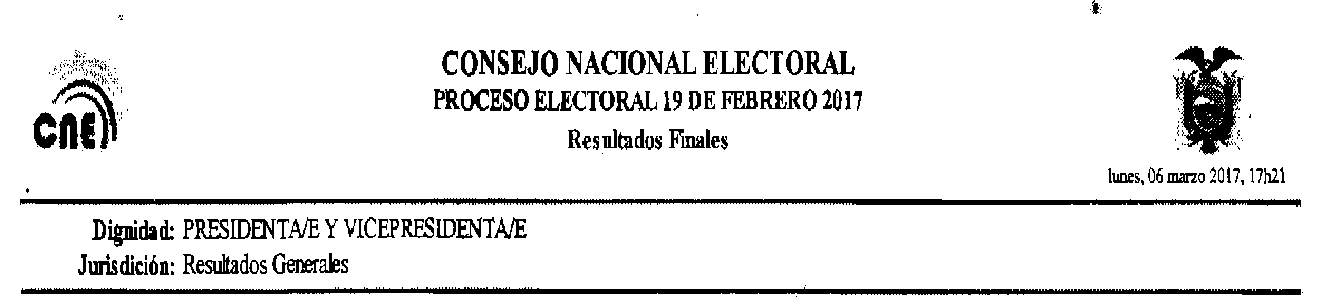 CONSEJO NACIONAL ELECTORAL
PROCESO ELECTORAL 19 DE FEBRERO 2017
CNE
Resultados Finales
lunes, 06 marzo 2017, 17h21
Dignidad: PRESIDENTA/E Y VICEPRESIDENTA/E
Jurisdición: Resultados Generales